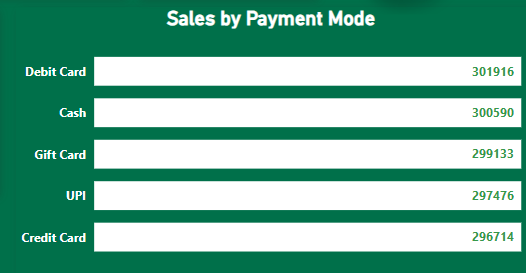 Sales by Payment Mode
Debit Card 301916
Cash 300590
Gift Card 299133
UPI 297476
Credit Card 296714